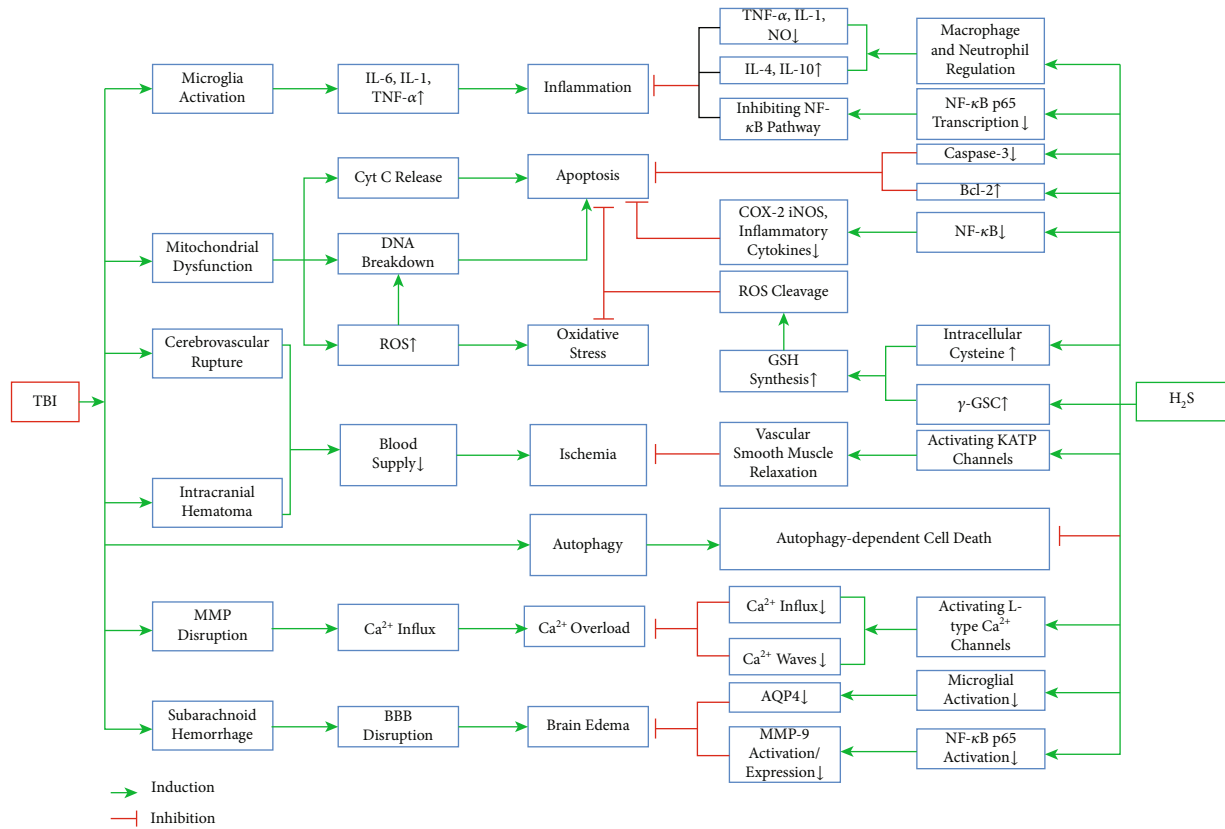 TBI
Microglia
Activation
Mitochondrial
Dysfunction
Cerebrovascular
Rupture
Intracranial
Hematoma
MMP
Disruption
Subarachnoid
Hemorrhage
IL-6, IL-1,
TNF-α↑
Cyt C Release
DNA
Breakdown
ROS↑
Blood
Supply↓
Ca²⁺ Influx
BBB
Disruption
Inflammation
Apoptosis
Oxidative
Stress
Ischemia
Autophagy
Ca²⁺ Overload
Brain Edema
TNF-α, IL-1,
NO↓
IL-4, IL-10↑
Inhibiting NF-
κB Pathway
COX-2 iNOS,
Inflammatory
Cytokines↓
ROS Cleavage
GSH
Synthesis↑
Vascular
Smooth Muscle
Relaxation
Autophagy-dependent Cell Death
Ca²⁺ Influx↓
Ca²⁺ Waves↓
AQP4↓
MMP-9
Activation/
Expression↓
Macrophage
and Neutrophil
Regulation
NF-κB p65
Transcription↓
Caspase-3↓
Bcl-2↑
NF-κB↓
Intracellular
Cysteine ↑
γ-GSC↑
Activating KATP
Channels
Activating L-
type Ca²⁺
Channels
Microglial
Activation↓
NF-κB p65
Activation↓
H₂S
Induction
Inhibition